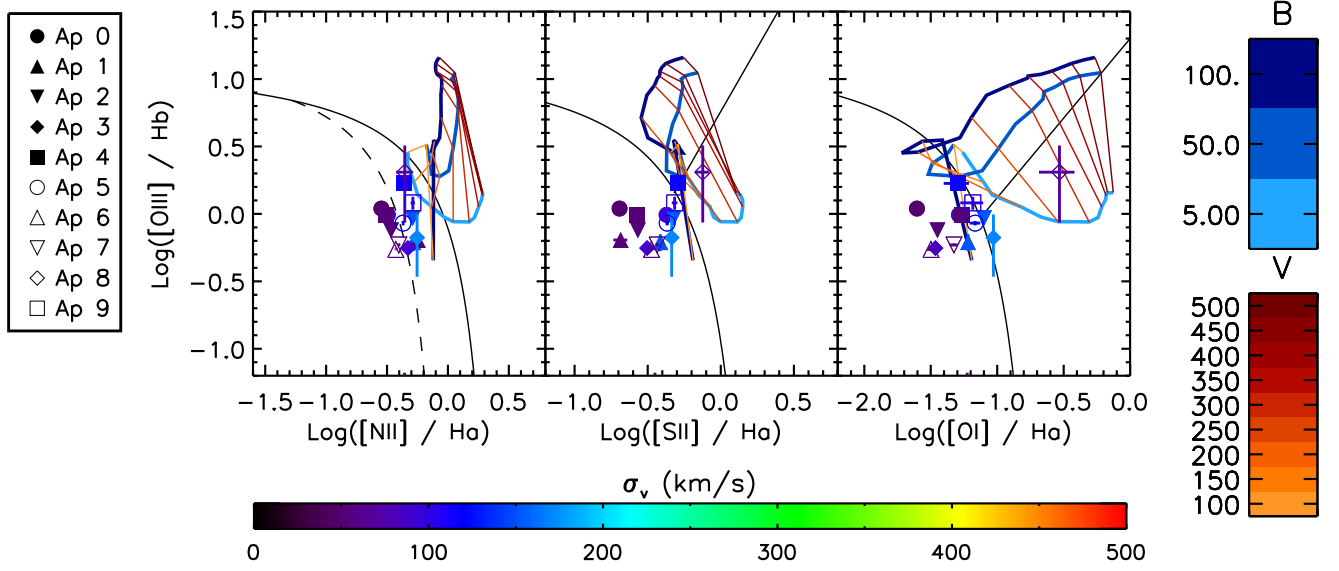 Ap 0
Ap 1
Ap 2
Ap 3
Ap 4
Ap 5
Ap 6
Ap 7
Ap 8
Ap 9
Log([OIII] / Hb)
1.5
1.0
0.5
0.0
−0.5
−1.0
−1.5 −1.0 −0.5 0.0 0.5
Log([NII] / Ha)
−1.0 −0.5 0.0 0.5
Log([SII] / Ha)
−2.0 −1.5 −1.0 −0.5 0.0
Log([OI] / Ha)
σv (km/s)
0 100 200 300 400 500
B
100.
50.0
5.00
V
500
450
400
350
300
250
200
150
100